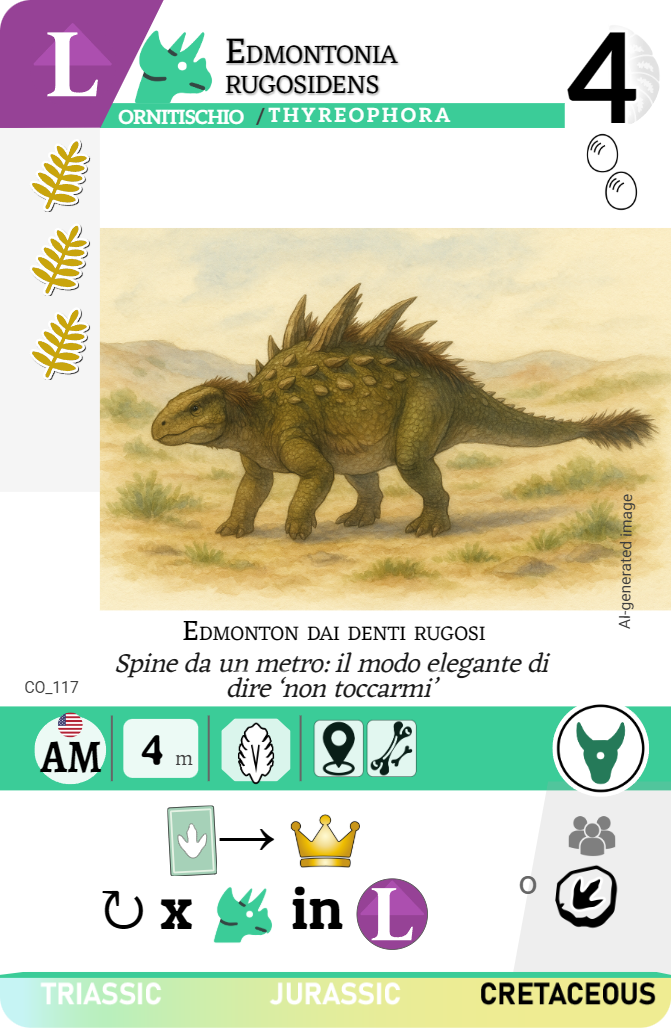 L
Edmontonia
rugosidens
4
ORNITISCHIO / THYREOPHORA
AI-generated image
Edmonton dai denti rugosi
Spine da un metro: il modo elegante di
dire ‘non toccarmi’
CO_117
AM
4 m
x in L
O
TRIASSIC JURASSIC CRETACEOUS